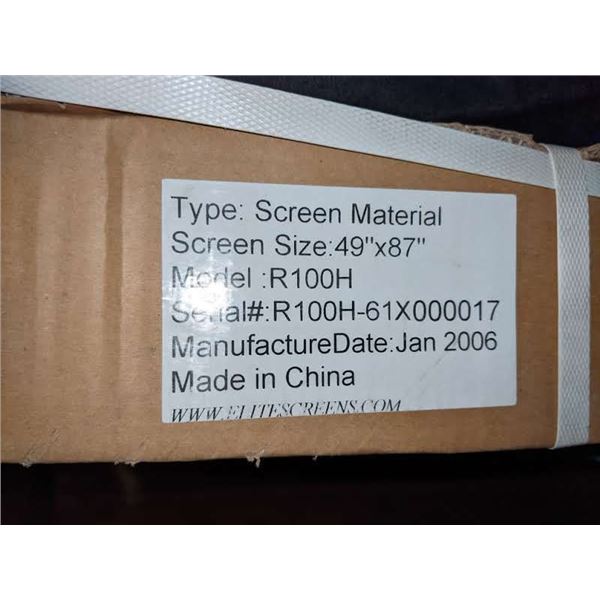 Type: Screen Material
Screen Size:49"x87"
Model :R100H
Serial#:R100H-61X000017
ManufactureDate:Jan 2006
Made in China
WWW.ELITESCREENS.COM